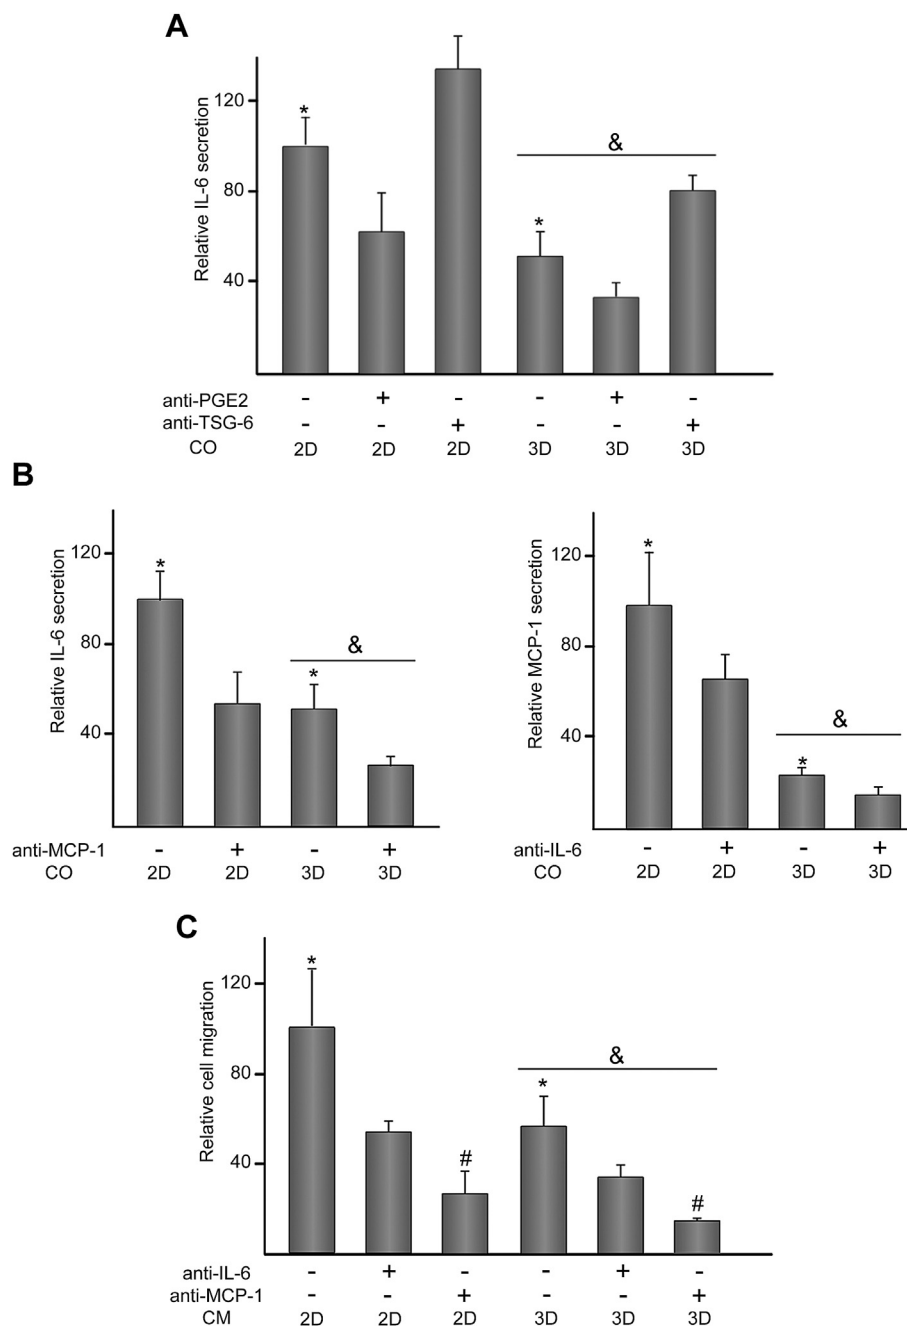 A
Relative IL-6 secretion
120
80
40
*
*
&
anti-PGE2 - + - - + -
anti-TSG-6 - - + - - +
CO 2D 2D 2D 3D 3D 3D
B
Relative IL-6 secretion
120
80
40
*
*
&
anti-MCP-1 - + - +
CO 2D 2D 3D 3D
Relative MCP-1 secretion
120
80
40
*
*
&
anti-IL-6 - + - +
CO 2D 2D 3D 3D
C
Relative cell migration
120
80
40
*
#
*
#
&
anti-IL-6 - + - - + -
anti-MCP-1 - - + - - +
CM 2D 2D 2D 3D 3D 3D